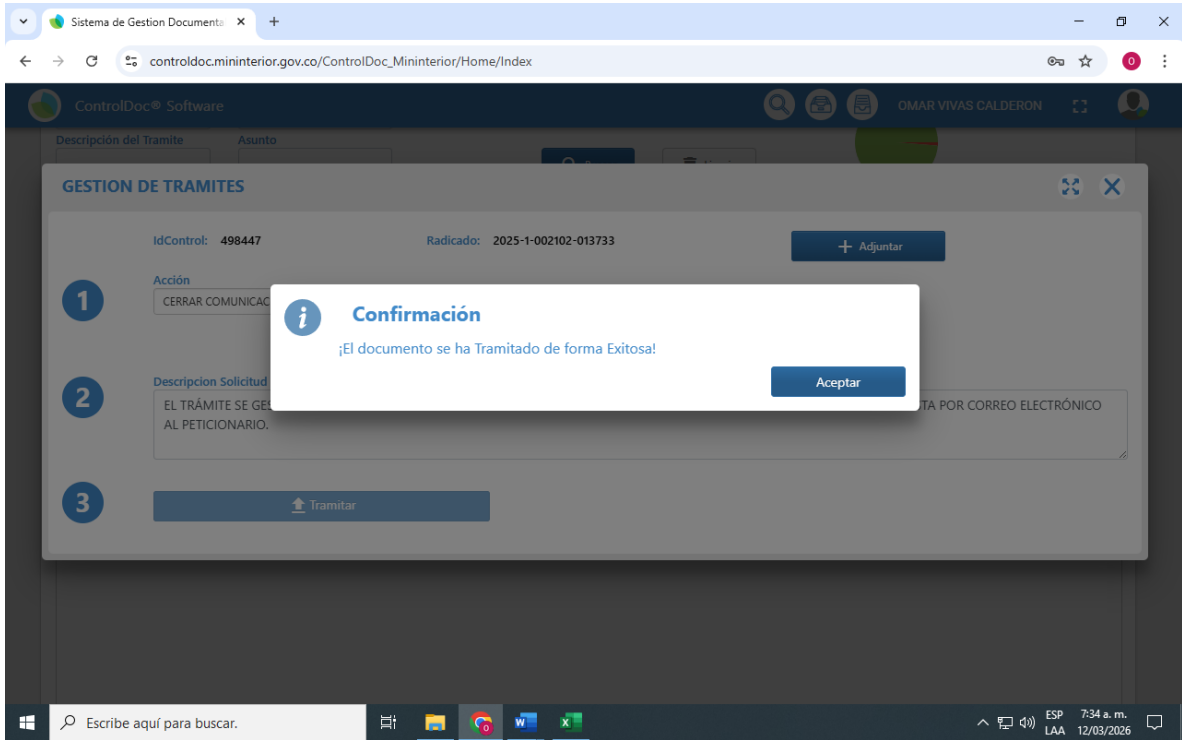 Sistema de Gestion Documenta
controldoc.mininterior.gov.co/ControlDoc_Mininterior/Home/Index
O
ControlDoc® Software
OMAR VIVAS CALDERON
Descripción del Tramite Asunto
GESTION DE TRAMITES
IdControl: 498447 Radicado: 2025-1-002102-013733 Adjuntar
Acción
1
CERRAR COMUNICAC
Confirmación
¡El documento se ha Tramitado de forma Exitosa!
Aceptar
Descripcion Solicitud
2
EL TRÁMITE SE GES TA POR CORREO ELECTRÓNICO
AL PETICIONARIO.
3
Tramitar
Escribe aquí para buscar.
ESP 7:34 a. m.
LAA 12/03/2026